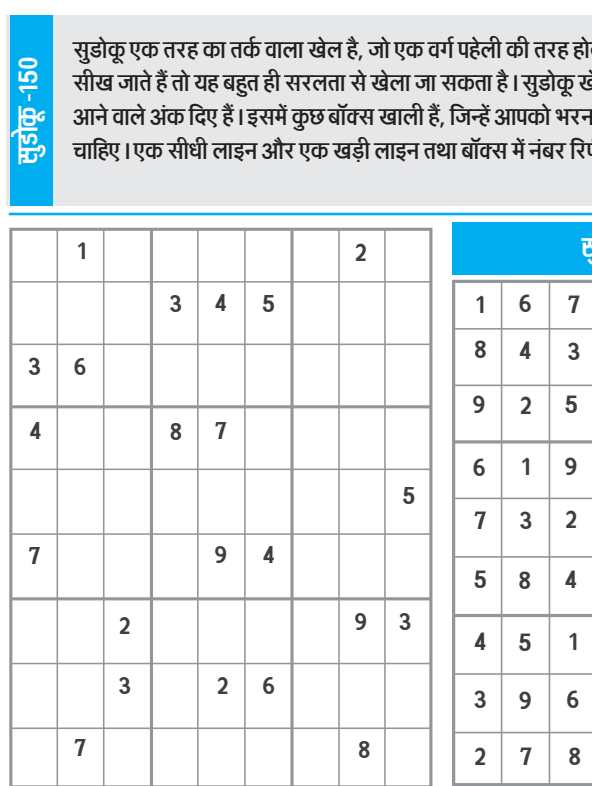 सुडोकू -150
सुडोकू एक तरह का तर्क वाला खेल है, जो एक वर्ग पहेली की तरह
सीख जाते हैं तो यह बहुत ही सरलता से खेला जा सकता है। सुडोकू
आने वाले अंक दिए हैं। इसमें कुछ बॉक्स खाली हैं, जिन्हें आपको
चाहिए। एक सीधी लाइन और एक खड़ी लाइन तथा बॉक्स में नंबर
1 2
3 4 5
3 6
4 8 7
5
7 9 4
2 9 3
3 2 6
7 8
1 6 7
8 4 3
9 2 5
6 1 9
7 3 2
5 8 4
4 5 1
3 9 6
2 7 8